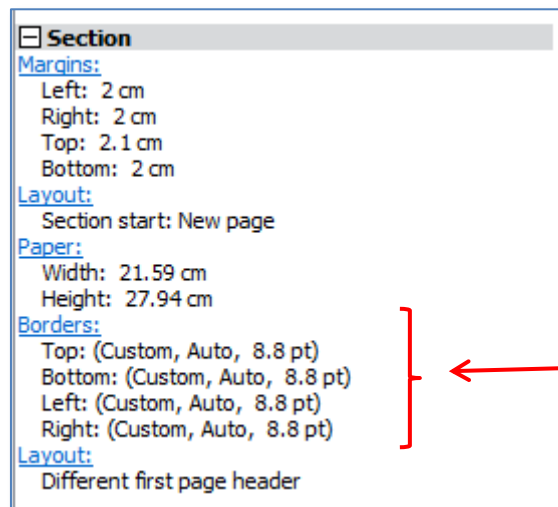 Section
Margins:
Left: 2 cm
Right: 2 cm
Top: 2.1 cm
Bottom: 2 cm
Layout:
Section start: New page
Paper:
Width: 21.59 cm
Height: 27.94 cm
Borders:
Top: (Custom, Auto, 8.8 pt)
Bottom: (Custom, Auto, 8.8 pt)
Left: (Custom, Auto, 8.8 pt)
Right: (Custom, Auto, 8.8 pt)
Layout:
Different first page header